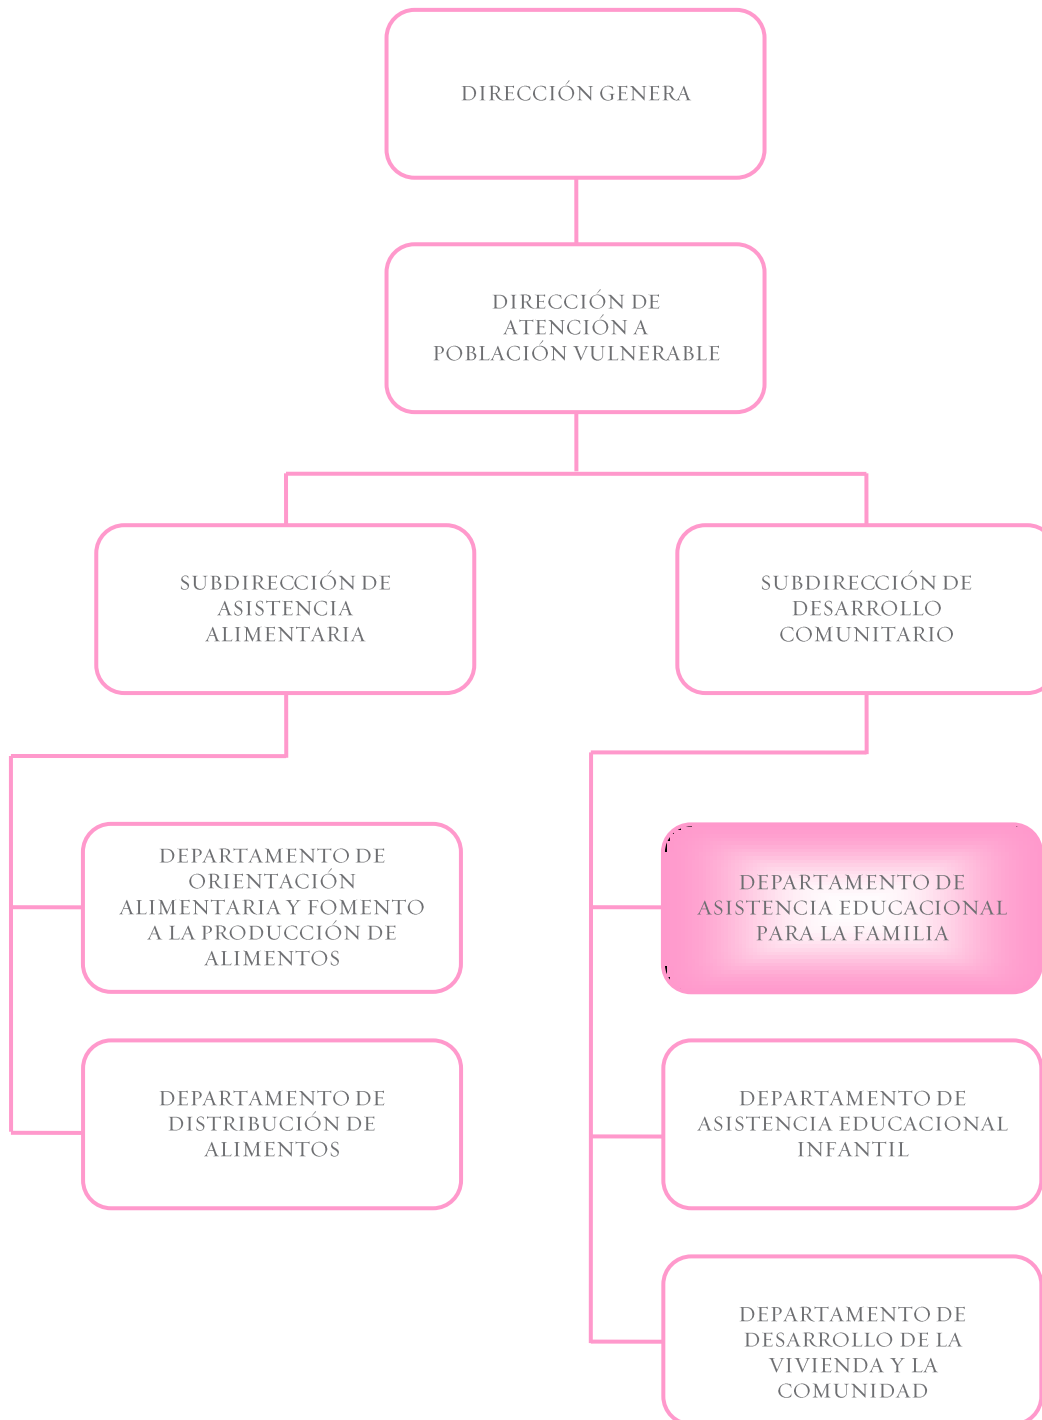 DIRECCIÓN GENERA
DIRECCIÓN DE
ATENCIÓN A
POBLACIÓN VULNERABLE
SUBDIRECCIÓN DE
ASISTENCIA
ALIMENTARIA
SUBDIRECCIÓN DE
DESARROLLO
COMUNITARIO
DEPARTAMENTO DE
ORIENTACIÓN
ALIMENTARIA Y FOMENTO
A LA PRODUCCIÓN DE
ALIMENTOS
DEPARTAMENTO DE
ASISTENCIA EDUCACIONAL
PARA LA FAMILIA
DEPARTAMENTO DE
DISTRIBUCIÓN DE
ALIMENTOS
DEPARTAMENTO DE
ASISTENCIA EDUCACIONAL
INFANTIL
DEPARTAMENTO DE
DESARROLLO DE LA
VIVIENDA Y LA
COMUNIDAD